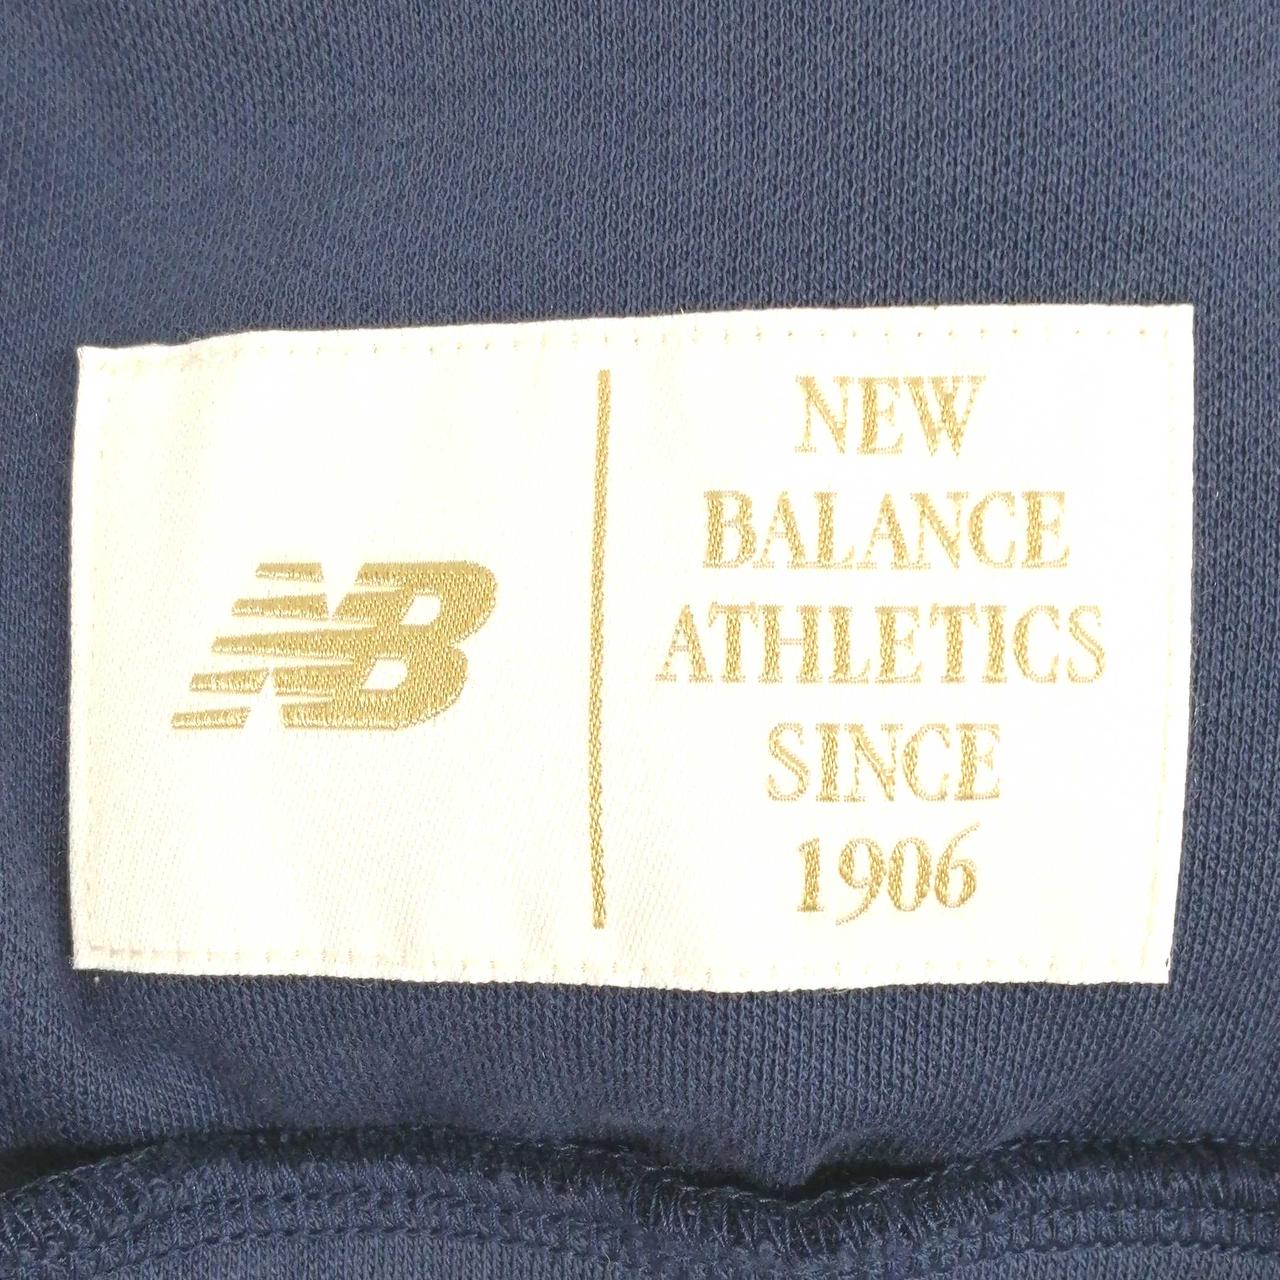 NB
NEW
BALANCE
ATHLETICS
SINCE
1906